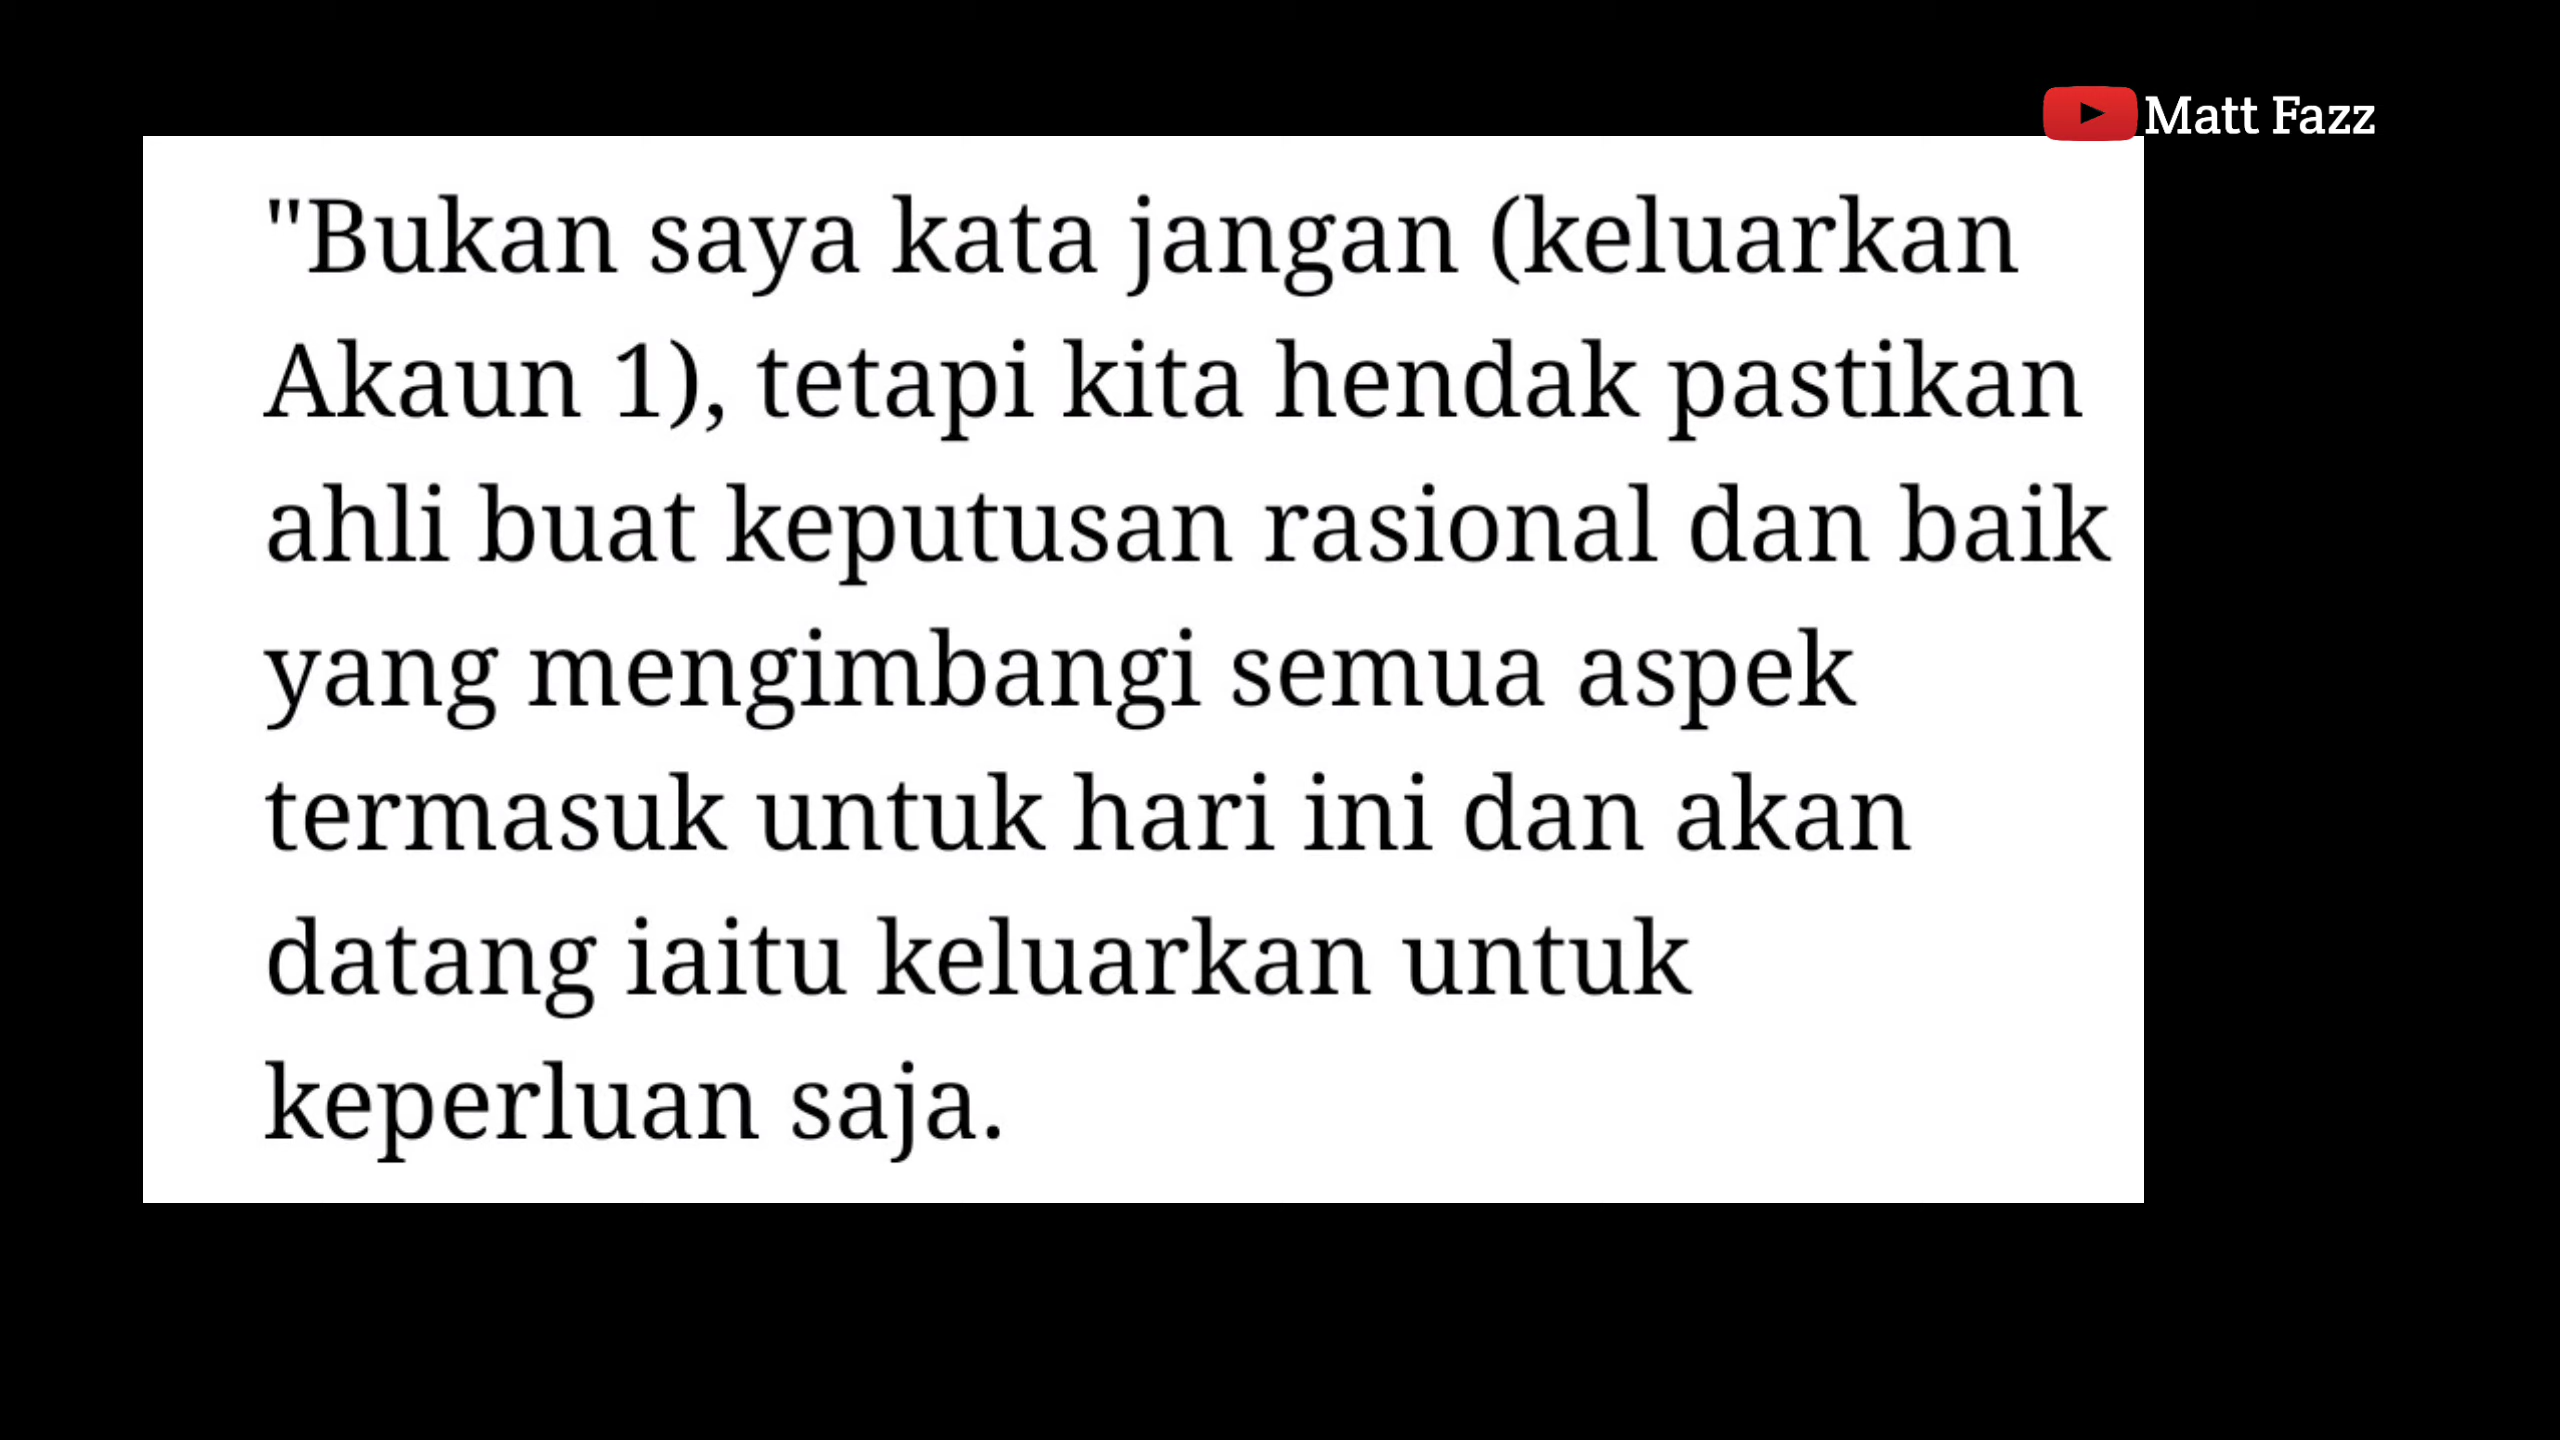 Matt Fazz
"Bukan saya kata jangan (keluarkan
Akaun 1), tetapi kita hendak pastikan
ahli buat keputusan rasional dan baik
yang mengimbangi semua aspek
termasuk untuk hari ini dan akan
datang iaitu keluarkan untuk
keperluan saja.